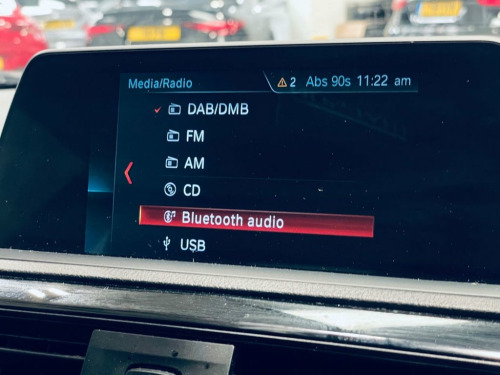 Media/Radio
2 Abs 90s 11:22 am
DAB/DMB
FM
AM
CD
Bluetooth audio
USB